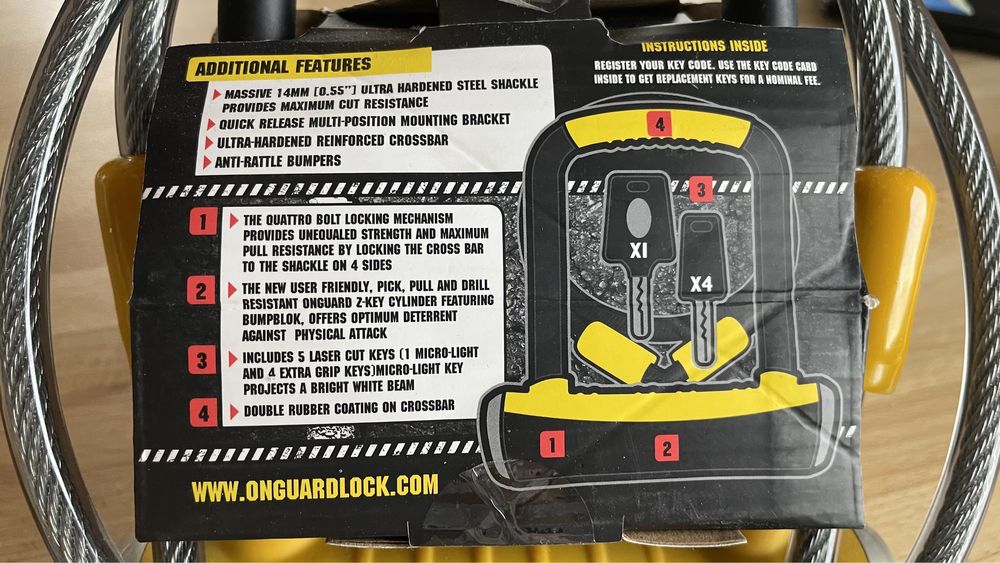 ADDITIONAL FEATURES
MASSIVE 14MM [0.55"] ULTRA HARDENED STEEL SHACKLE
PROVIDES MAXIMUM CUT RESISTANCE
QUICK RELEASE MULTI-POSITION MOUNTING BRACKET
ULTRA-HARDENED REINFORCED CROSSBAR
ANTI-RATTLE BUMPERS
INSTRUCTIONS INSIDE
REGISTER YOUR KEY CODE. USE THE KEY CODE CARD
INSIDE TO GET REPLACEMENT KEYS FOR A NOMINAL FEE.
1
THE QUATTRO BOLT LOCKING MECHANISM
PROVIDES UNEQUALED STRENGTH AND MAXIMUM
PULL RESISTANCE BY LOCKING THE CROSS BAR
TO THE SHACKLE ON 4 SIDES
2
THE NEW USER FRIENDLY, PICK, PULL AND DRILL
RESISTANT ONGUARD Z-KEY CYLINDER FEATURING
BUMPBLOK, OFFERS OPTIMUM DETERRENT
AGAINST PHYSICAL ATTACK
3
INCLUDES 5 LASER CUT KEYS (1 MICRO-LIGHT
AND 4 EXTRA GRIP KEYS)MICRO-LIGHT KEY
PROJECTS A BRIGHT WHITE BEAM
4
DOUBLE RUBBER COATING ON CROSSBAR
4
3
X1
X4
1
2
WWW.ONGUARDLOCK.COM